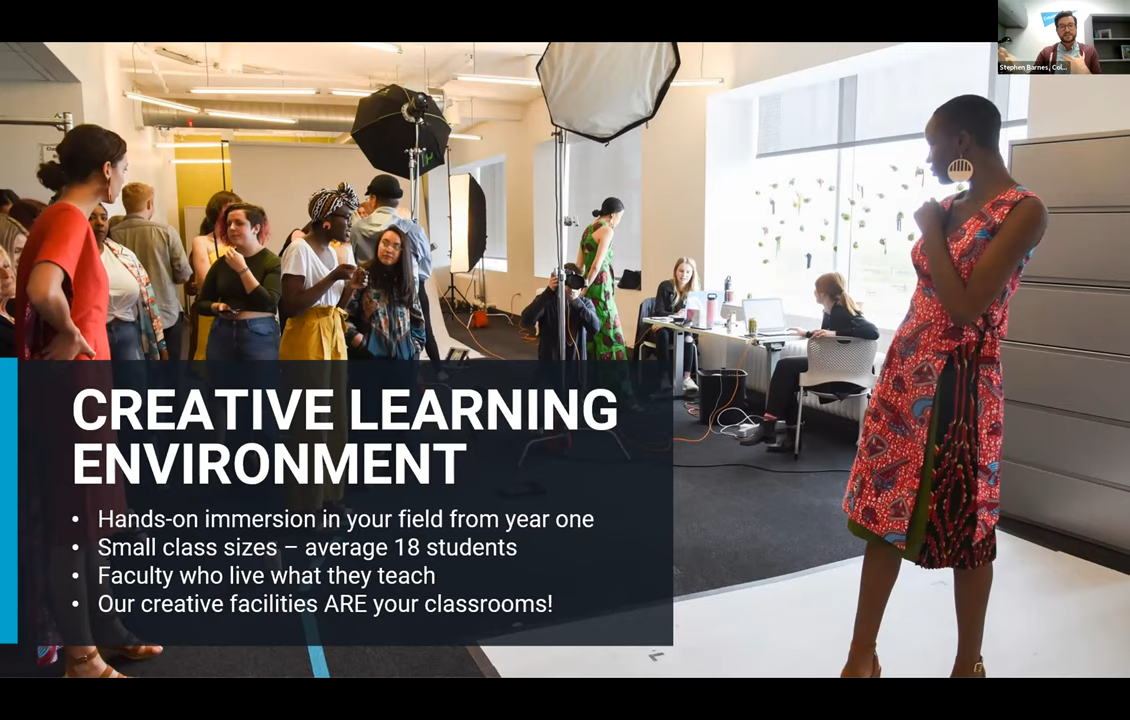 Stephen Barnes, Col...
CREATIVE LEARNING
ENVIRONMENT
• Hands-on immersion in your field from year one
• Small class sizes – average 18 students
• Faculty who live what they teach
• Our creative facilities ARE your classrooms!